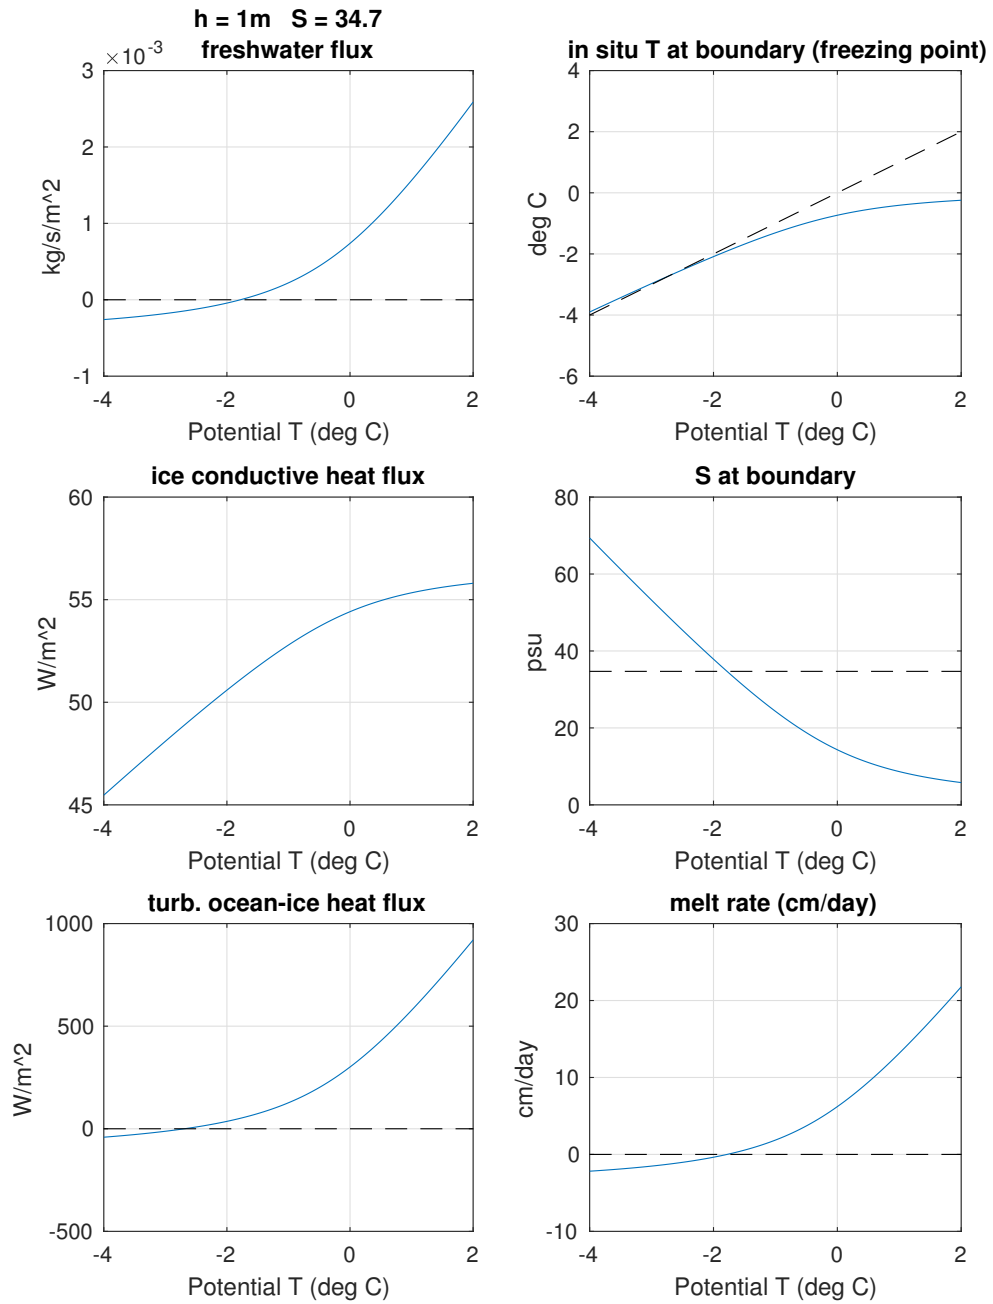 h = 1m   S = 34.7
×10^-3
freshwater flux
3
2
1
0
-1
kg/s/m^2
-4
-2
0
2
Potential T (deg C)
in situ T at boundary (freezing point)
4
2
0
-2
-4
-6
deg C
-4
-2
0
2
Potential T (deg C)
ice conductive heat flux
60
55
50
45
W/m^2
-4
-2
0
2
Potential T (deg C)
S at boundary
80
60
40
20
0
psu
-4
-2
0
2
Potential T (deg C)
turb. ocean-ice heat flux
1000
500
0
-500
W/m^2
-4
-2
0
2
Potential T (deg C)
melt rate (cm/day)
30
20
10
0
-10
cm/day
-4
-2
0
2
Potential T (deg C)